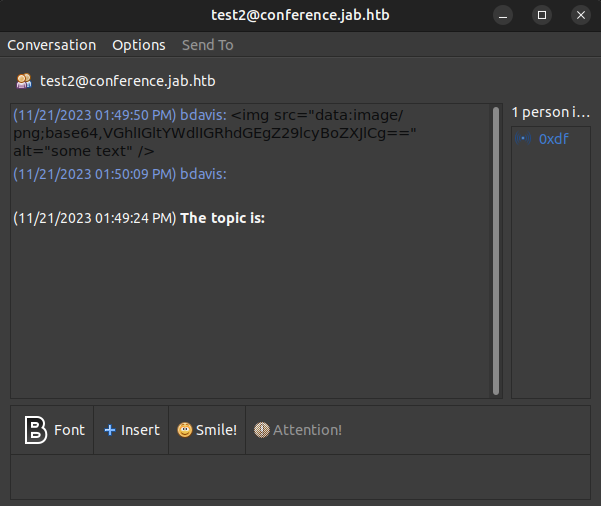 test2@conference.jab.htb
Conversation Options Send To
test2@conference.jab.htb
(11/21/2023 01:49:50 PM) bdavis: <img src="data:image/
png;base64,VGhlIGltYWdlIGRhdGEgZ29lcyBoZXJlCg=="
alt="some text" />
(11/21/2023 01:50:09 PM) bdavis:
(11/21/2023 01:49:24 PM) The topic is:
1 person i...
0xdf
Font Insert Smile! Attention!